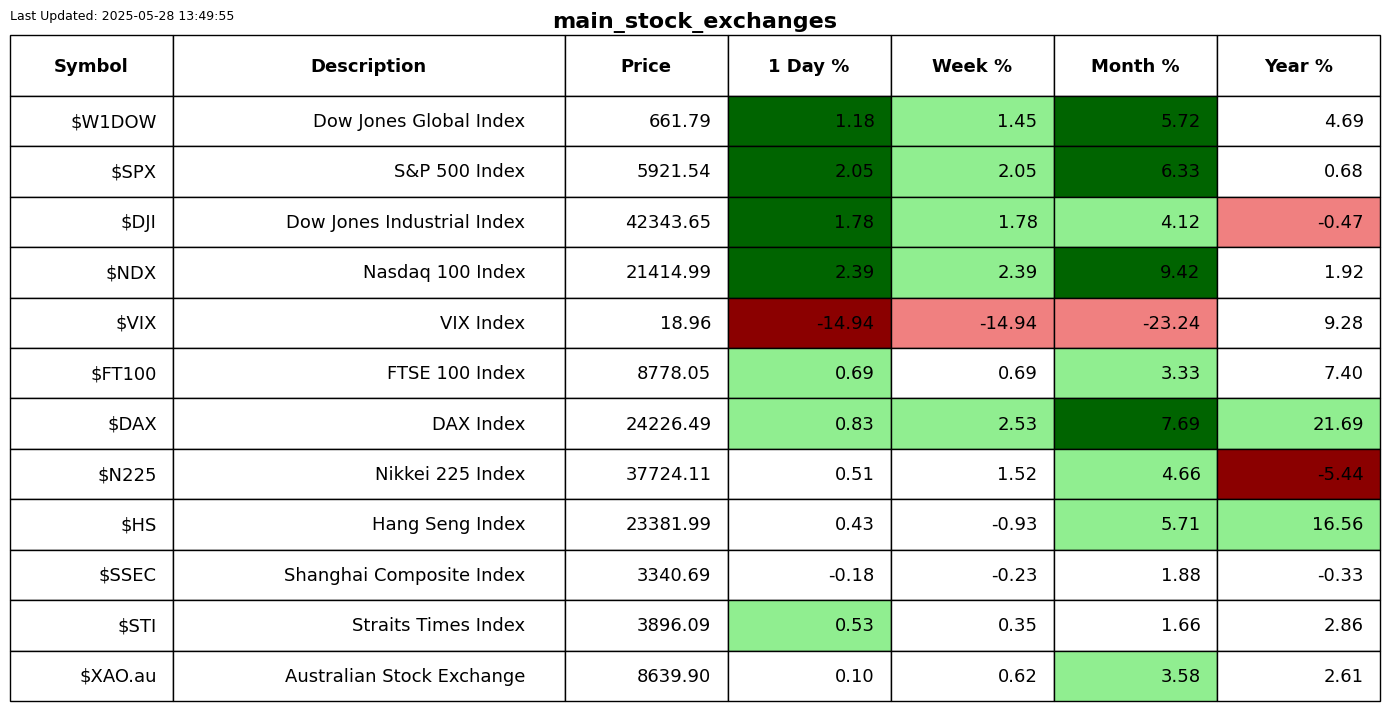 Last Updated: 2025-05-28 13:49:55
main_stock_exchanges
Symbol Description Price 1 Day % Week % Month % Year %
$W1DOW Dow Jones Global Index 661.79 1.18 1.45 5.72 4.69
$SPX S&P 500 Index 5921.54 2.05 2.05 6.33 0.68
$DJI Dow Jones Industrial Index 42343.65 1.78 1.78 4.12 -0.47
$NDX Nasdaq 100 Index 21414.99 2.39 2.39 9.42 1.92
$VIX VIX Index 18.96 -14.94 -14.94 -23.24 9.28
$FT100 FTSE 100 Index 8778.05 0.69 0.69 3.33 7.40
$DAX DAX Index 24226.49 0.83 2.53 7.69 21.69
$N225 Nikkei 225 Index 37724.11 0.51 1.52 4.66 -5.44
$HS Hang Seng Index 23381.99 0.43 -0.93 5.71 16.56
$SSEC Shanghai Composite Index 3340.69 -0.18 -0.23 1.88 -0.33
$STI Straits Times Index 3896.09 0.53 0.35 1.66 2.86
$XAO.au Australian Stock Exchange 8639.90 0.10 0.62 3.58 2.61